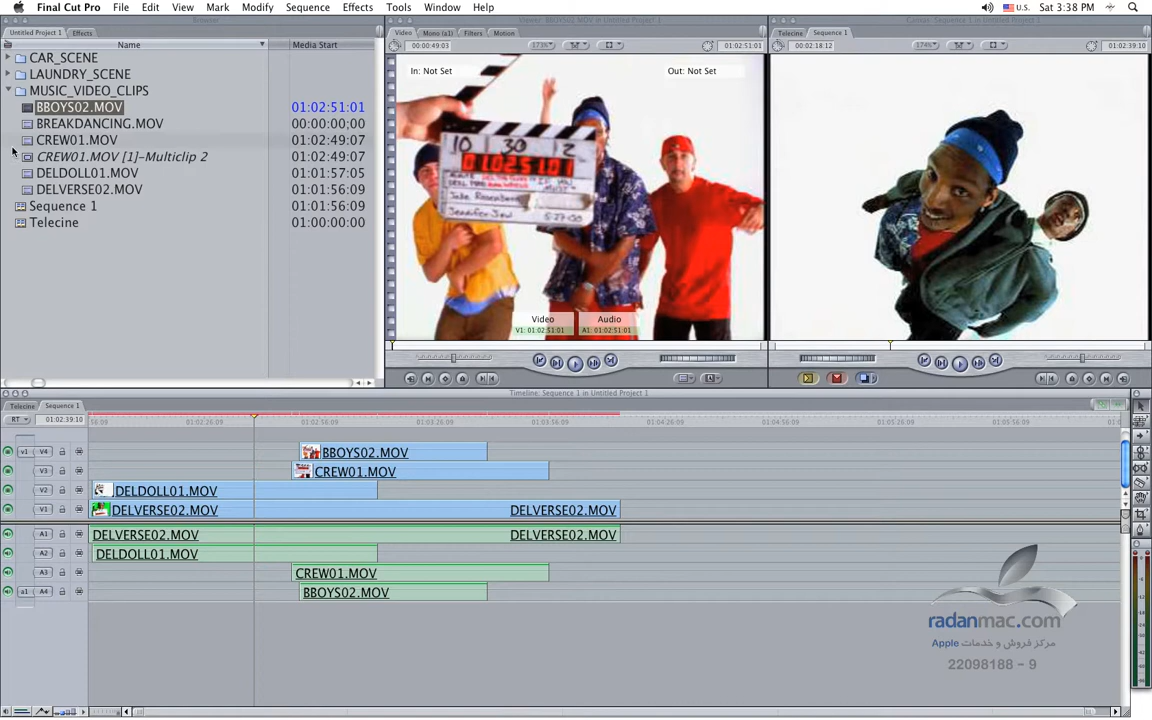 Final Cut Pro File Edit View Mark Modify Sequence Effects Tools Window Help U.S. Sat 3:38 PM
Browser
Viewer: BBOYS02.MOV in Untitled Project 1
Canvas: Sequence 1 in Untitled Project 1
Untitled Project 1 Effects
Video Mono (a1) Filters Motion
Telecine Sequence 1
Name Media Start
00:00:49:03 173% 01:02:51:01
00:02:18:12 174% 01:02:39:10
CAR_SCENE
LAUNDRY_SCENE
MUSIC_VIDEO_CLIPS
BBOYS02.MOV 01:02:51:01
BREAKDANCING.MOV 00:00:00;00
CREW01.MOV 01:02:49:07
CREW01.MOV [1]-Multiclip 2 01:02:49:07
DELDOLL01.MOV 01:01:57:05
DELVERSE02.MOV 01:01:56:09
Sequence 1 01:01:56:09
Telecine 01:00:00:00
In: Not Set
Out: Not Set
10 30 2
01025101
5-27-00
Video Audio
V1: 01:02:51:01 A1: 01:02:51:01
Timeline: Sequence 1 in Untitled Project 1
Telecine Sequence 1
RT 01:02:39:10 56:09 01:02:26:09 01:02:56:09 01:03:26:09 01:03:56:09 01:04:26:09 01:04:56:09 01:05:26:09 01:05:56:09
v1 V4 BBOYS02.MOV
V3 CREW01.MOV
V2 DELDOLL01.MOV
V1 DELVERSE02.MOV DELVERSE02.MOV
A1 DELVERSE02.MOV DELVERSE02.MOV
A2 DELDOLL01.MOV
A3 CREW01.MOV
a1 A4 BBOYS02.MOV
radanmac.com
مرکز فروش و خدمات Apple
22098188 - 9